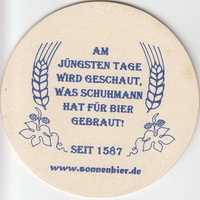 AM
JÜNGSTEN TAGE
WIRD GESCHAUT,
WAS SCHUHMANN
HAT FÜR BIER
GEBRAUT!
SEIT 1587
www.sonnenbier.de